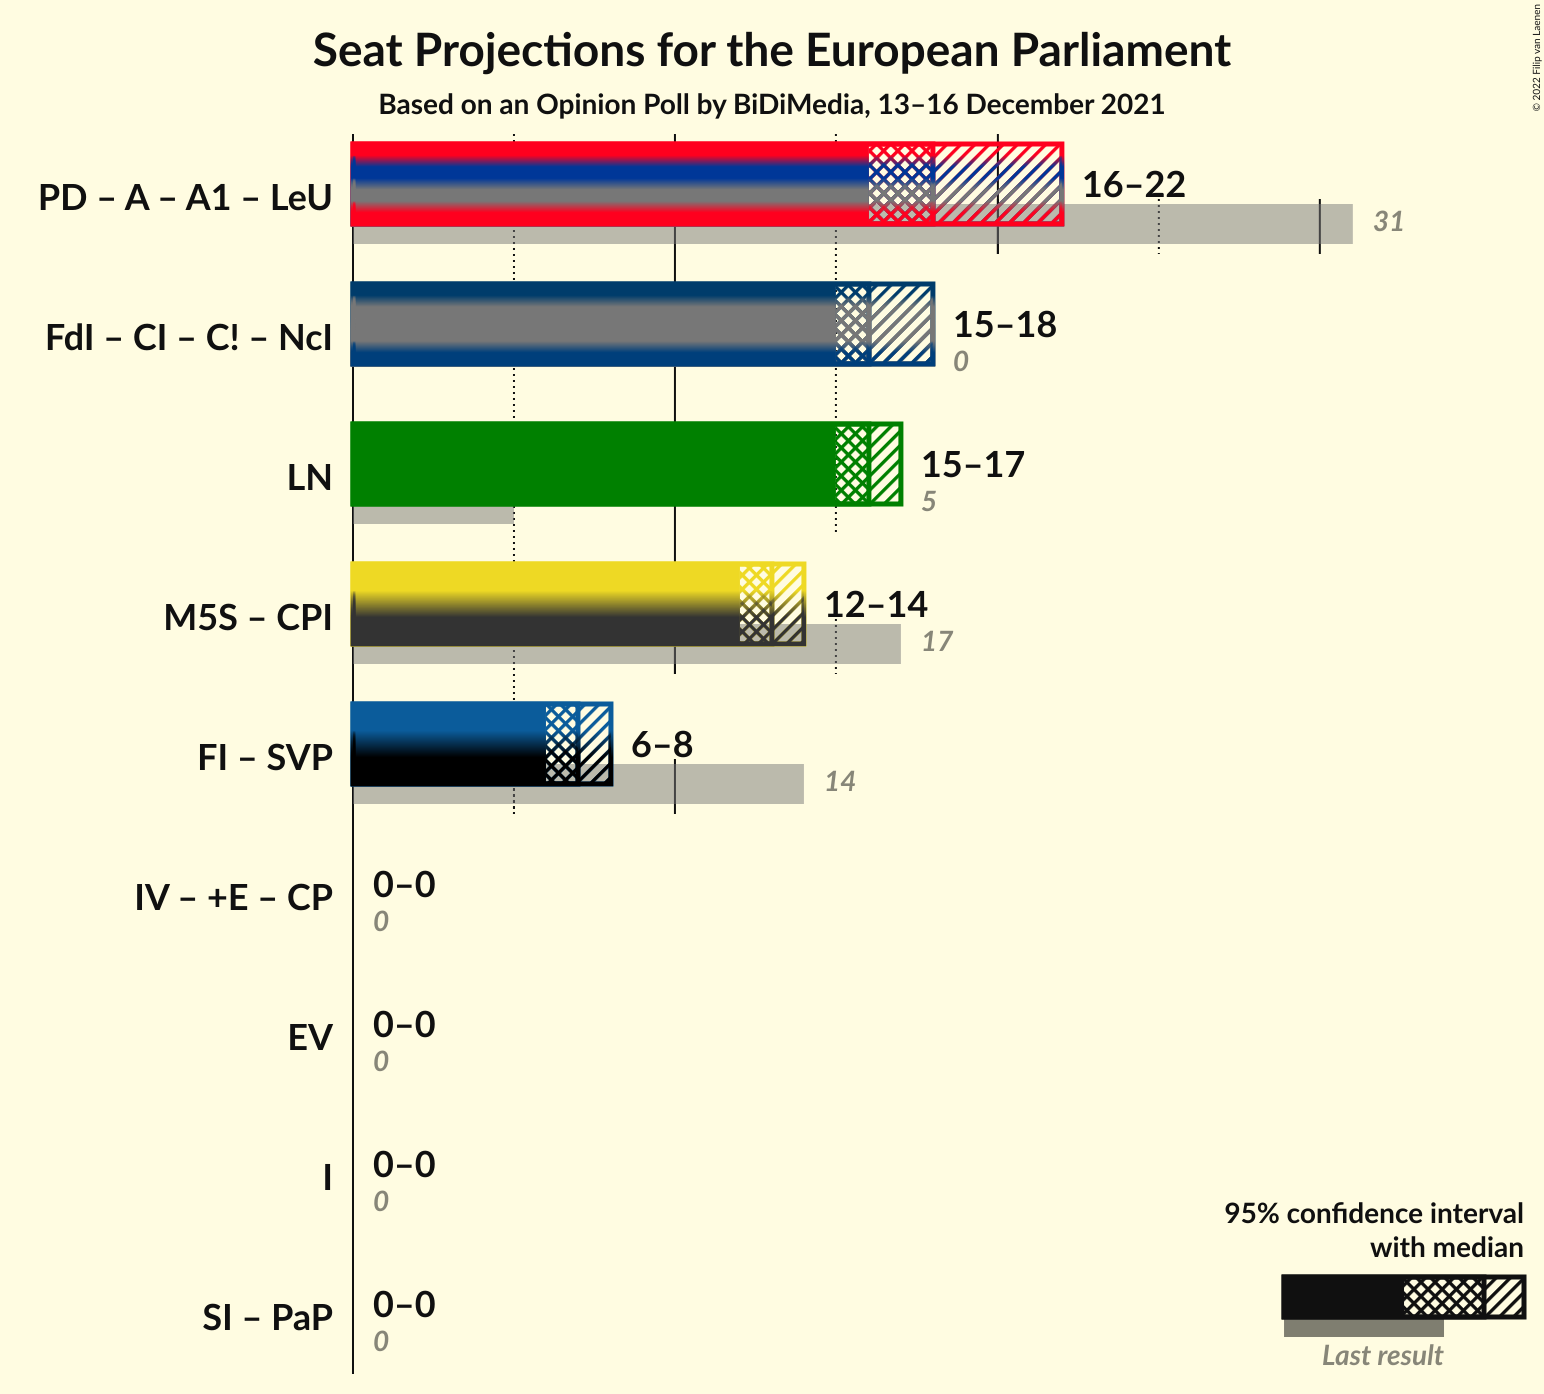 Seat Projections for the European Parliament
Based on an Opinion Poll by BiDiMedia, 13–16 December 2021
© 2022 Filip van Laenen
PD – A – A1 – LeU
16–22
31
FdI – CI – C! – NcI
15–18
0
LN
15–17
5
M5S – CPI
12–14
17
FI – SVP
6–8
14
IV – +E – CP
0–0
0
EV
0–0
0
I
0–0
0
SI – PaP
0–0
0
95% confidence interval
with median
Last result